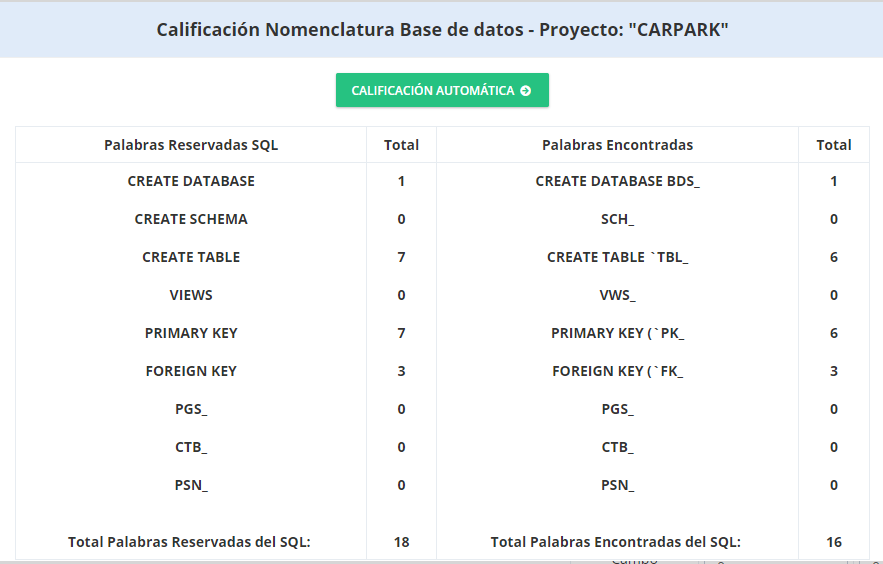 Calificación Nomenclatura Base de datos - Proyecto: "CARPARK"
CALIFICACIÓN AUTOMÁTICA
Palabras Reservadas SQL Total Palabras Encontradas Total
CREATE DATABASE 1 CREATE DATABASE BDS_ 1
CREATE SCHEMA 0 SCH_ 0
CREATE TABLE 7 CREATE TABLE `TBL_ 6
VIEWS 0 VWS_ 0
PRIMARY KEY 7 PRIMARY KEY (`PK_ 6
FOREIGN KEY 3 FOREIGN KEY (`FK_ 3
PGS_ 0 PGS_ 0
CTB_ 0 CTB_ 0
PSN_ 0 PSN_ 0
Total Palabras Reservadas del SQL: 18 Total Palabras Encontradas del SQL: 16